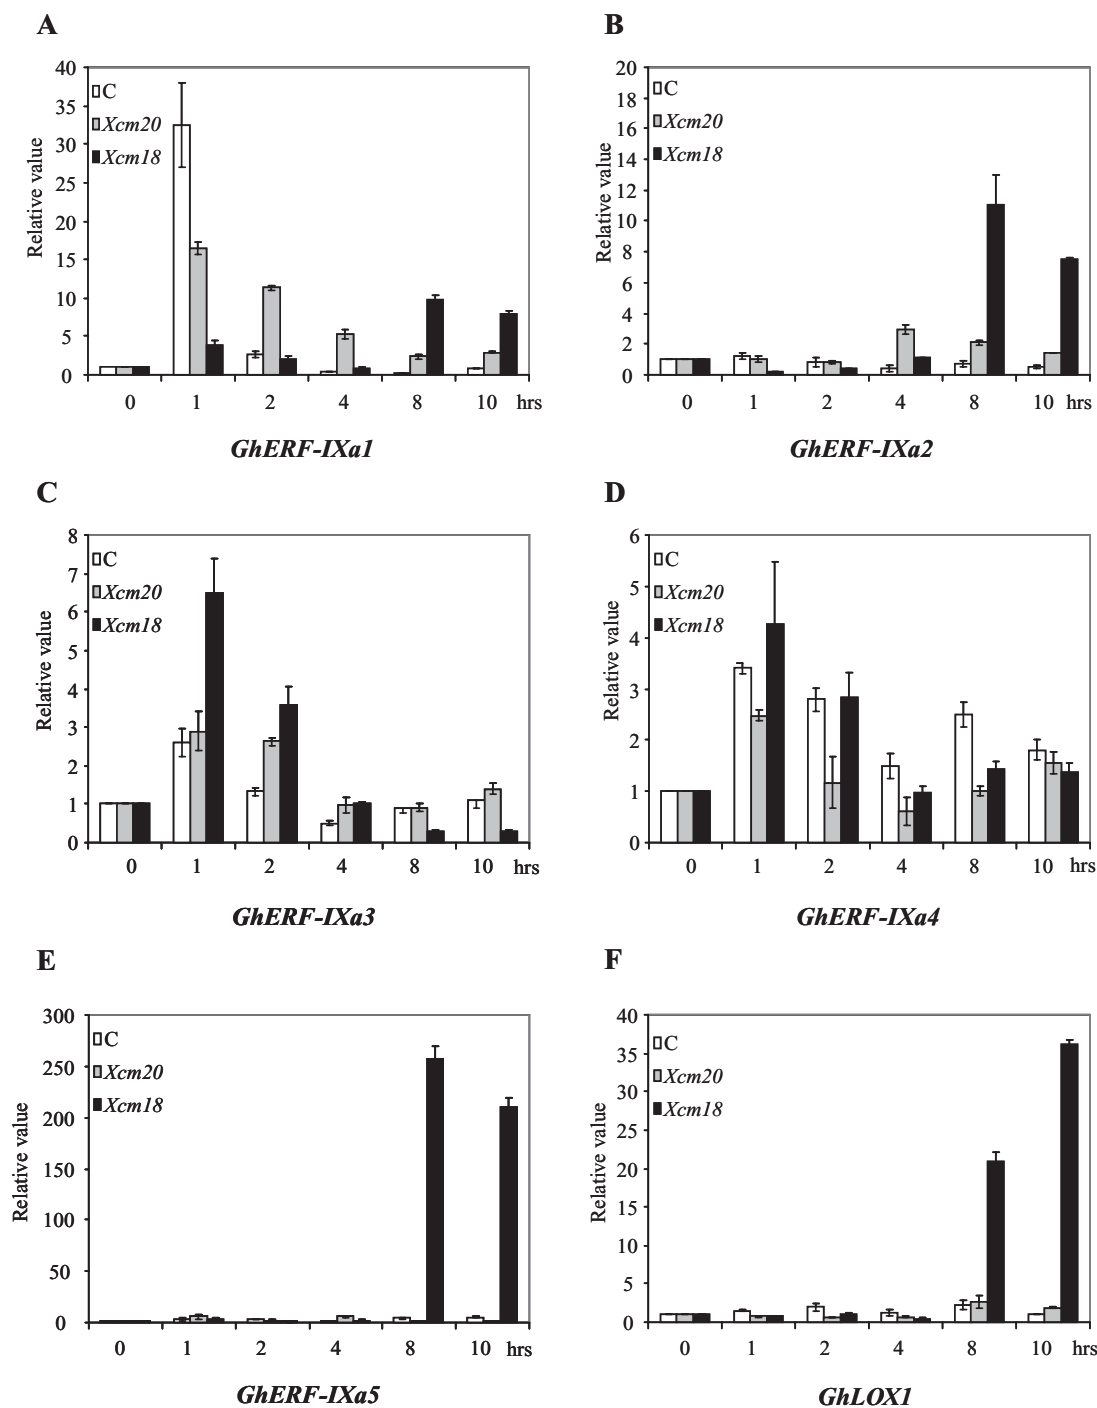 A
Relative value
40
35
30
25
20
15
10
5
0
C
Xcm20
Xcm18
0 1 2 4 8 10 hrs
GhERF-IXa1
B
Relative value
20
18
16
14
12
10
8
6
4
2
0
C
Xcm20
Xcm18
0 1 2 4 8 10 hrs
GhERF-IXa2
C
Relative value
8
7
6
5
4
3
2
1
0
C
Xcm20
Xcm18
0 1 2 4 8 10 hrs
GhERF-IXa3
D
Relative value
6
5
4
3
2
1
0
C
Xcm20
Xcm18
0 1 2 4 8 10 hrs
GhERF-IXa4
E
Relative value
300
250
200
150
100
50
0
C
Xcm20
Xcm18
0 1 2 4 8 10 hrs
GhERF-IXa5
F
Relative value
40
35
30
25
20
15
10
5
0
C
Xcm20
Xcm18
0 1 2 4 8 10 hrs
GhLOX1